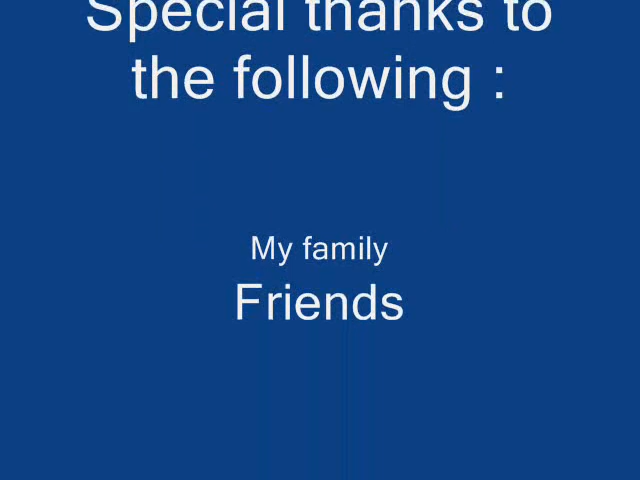 Special thanks to
the following :
My family
Friends